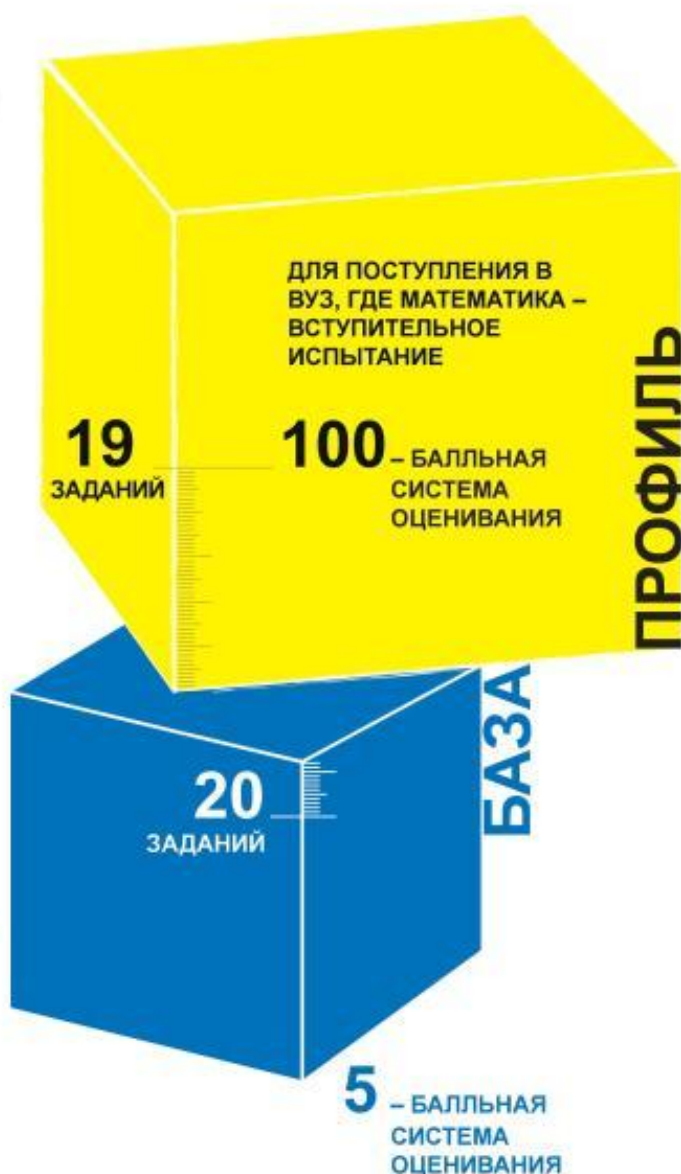 ДЛЯ ПОСТУПЛЕНИЯ В
ВУЗ, ГДЕ МАТЕМАТИКА –
ВСТУПИТЕЛЬНОЕ
ИСПЫТАНИЕ
19
ЗАДАНИЙ
100 – БАЛЛЬНАЯ
СИСТЕМА
ОЦЕНИВАНИЯ
ПРОФИЛЬ
20
ЗАДАНИЙ
БАЗА
5 – БАЛЛЬНАЯ
СИСТЕМА
ОЦЕНИВАНИЯ